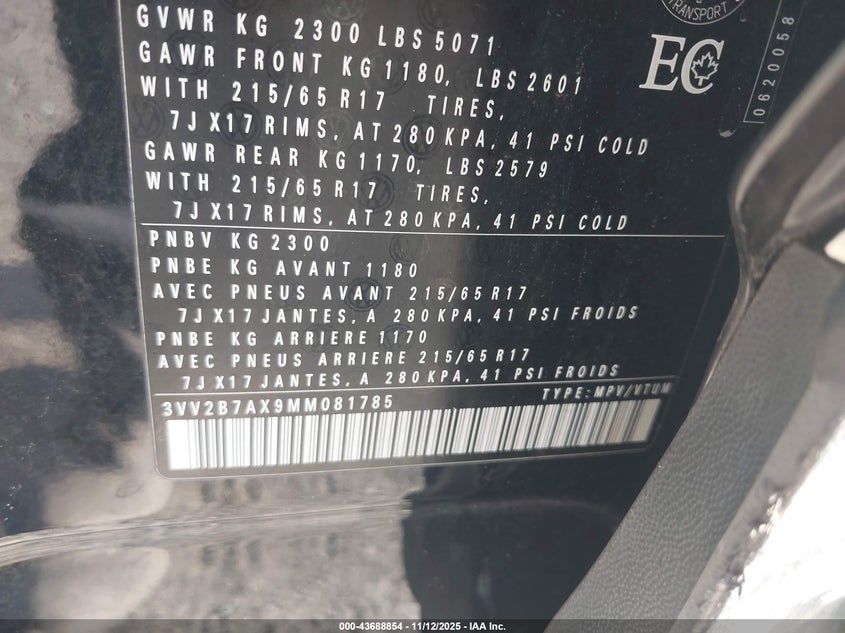 TRANSPORT
GVWR KG 2300 LBS 5071
GAWR FRONT KG 1180, LBS 2601
WITH 215/65 R17 TIRES,
7J X17 RIMS, AT 280 KPA, 41 PSI COLD
GAWR REAR KG 1170, LBS 2579
WITH 215/65 R17 TIRES,
7J X17 RIMS, AT 280 KPA, 41 PSI COLD
EC
0620058
PNBV KG 2300
PNBE KG AVANT 1180
AVEC PNEUS AVANT 215/65 R17
7J X17 JANTES, A 280 KPA, 41 PSI FROIDS
PNBE KG ARRIERE 1170
AVEC PNEUS ARRIERE 215/65 R17
7J X17 JANTES, A 280 KPA, 41 PSI FROIDS
3VV2B7AX9MM081785 TYPE: MPV/VTUM
000-43688854 - 11/12/2025 - IAA Inc.